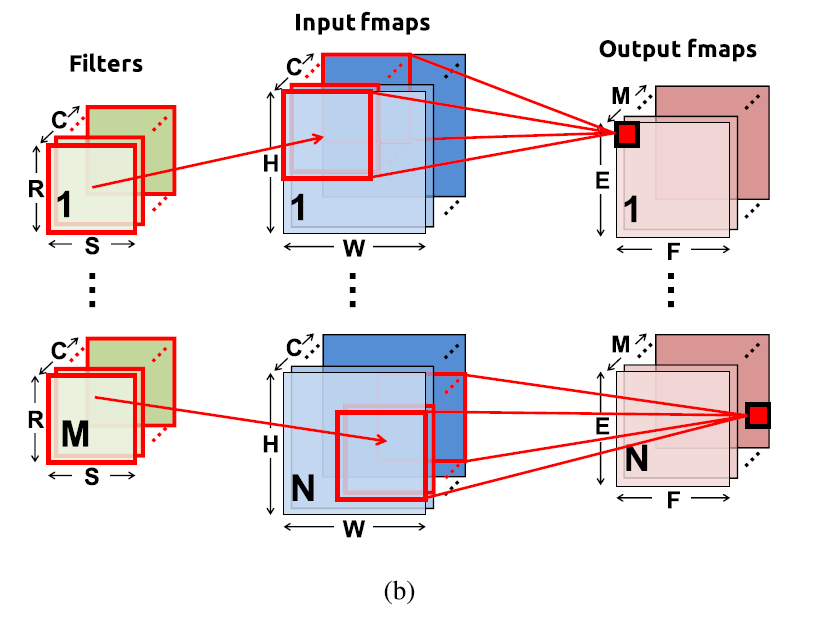 Input fmaps
Output fmaps
Filters
C
C
M
R
1
S
H
1
W
E
1
F
C
C
M
R
M
S
H
N
W
E
N
F
(b)